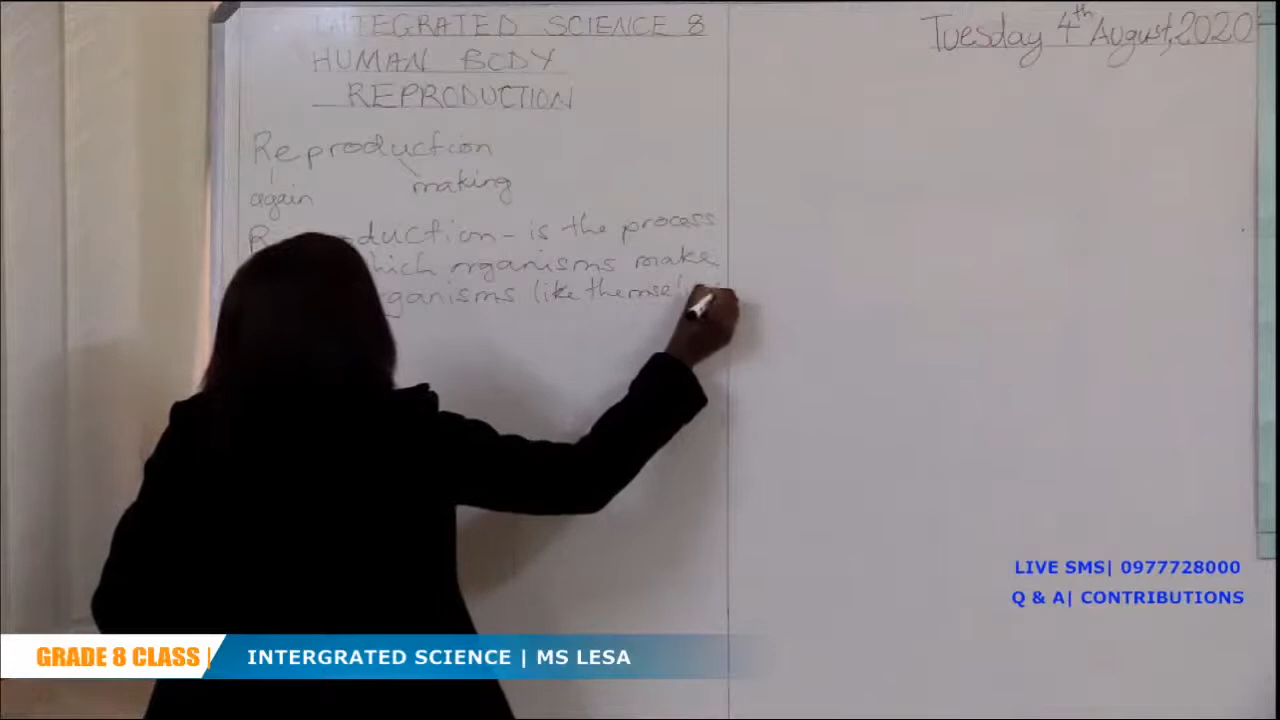 INTEGRATED SCIENCE 8
HUMAN BODY
REPRODUCTION
Tuesday 4th August, 2020
Reproduction
again
making
duction - is the process
which organisms make
organisms like
LIVE SMS| 0977728000
Q & A| CONTRIBUTIONS
GRADE 8 CLASS |
INTERGRATED SCIENCE | MS LESA